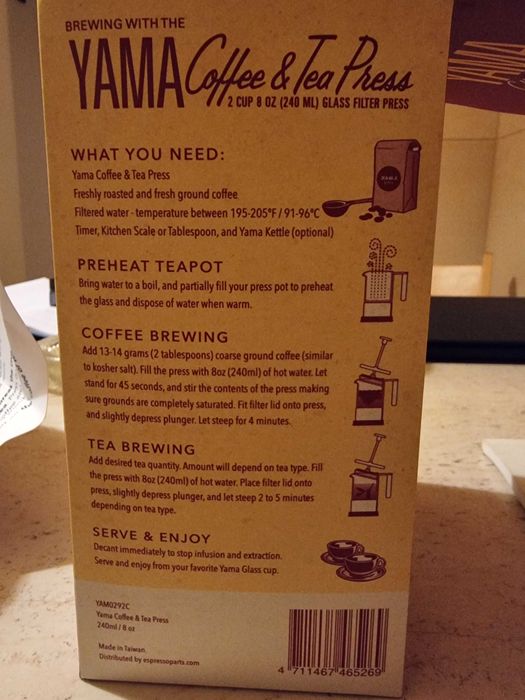 BREWING WITH THE
YAMA Coffee & Tea Press
2 CUP 8 OZ (240 ML) GLASS FILTER PRESS
WHAT YOU NEED:
Yama Coffee & Tea Press
Freshly roasted and fresh ground coffee
Filtered water - temperature between 195-205°F / 91-96°C
Timer, Kitchen Scale or Tablespoon, and Yama Kettle (optional)
PREHEAT TEAPOT
Bring water to a boil, and partially fill your press pot to preheat
the glass and dispose of water when warm.
COFFEE BREWING
Add 13-14 grams (2 tablespoons) coarse ground coffee (similar
to kosher salt). Fill the press with 8oz (240ml) of hot water. Let
stand for 45 seconds, and stir the contents of the press making
sure grounds are completely saturated. Fit filter lid onto press,
and slightly depress plunger. Let steep for 4 minutes.
TEA BREWING
Add desired tea quantity. Amount will depend on tea type. Fill
the press with 8oz (240ml) of hot water. Place filter lid onto
press, slightly depress plunger, and let steep 2 to 5 minutes
depending on tea type.
SERVE & ENJOY
Decant immediately to stop infusion and extraction.
Serve and enjoy from your favorite Yama Glass cup.
YAM0292C
Yama Coffee & Tea Press
240ml / 8 oz
Made in Taiwan
Distributed by espressoparts.com
4 711467 465269
YAMA